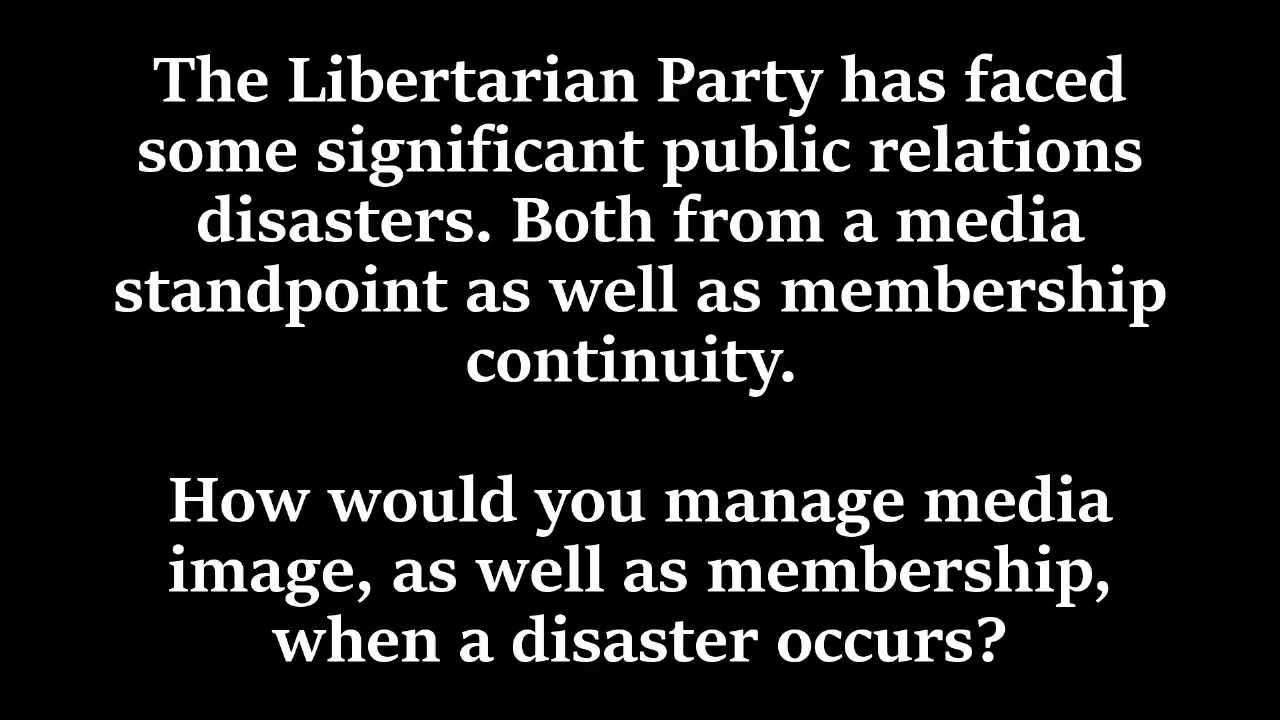 The Libertarian Party has faced
some significant public relations
disasters. Both from a media
standpoint as well as membership
continuity.
How would you manage media
image, as well as membership,
when a disaster occurs?